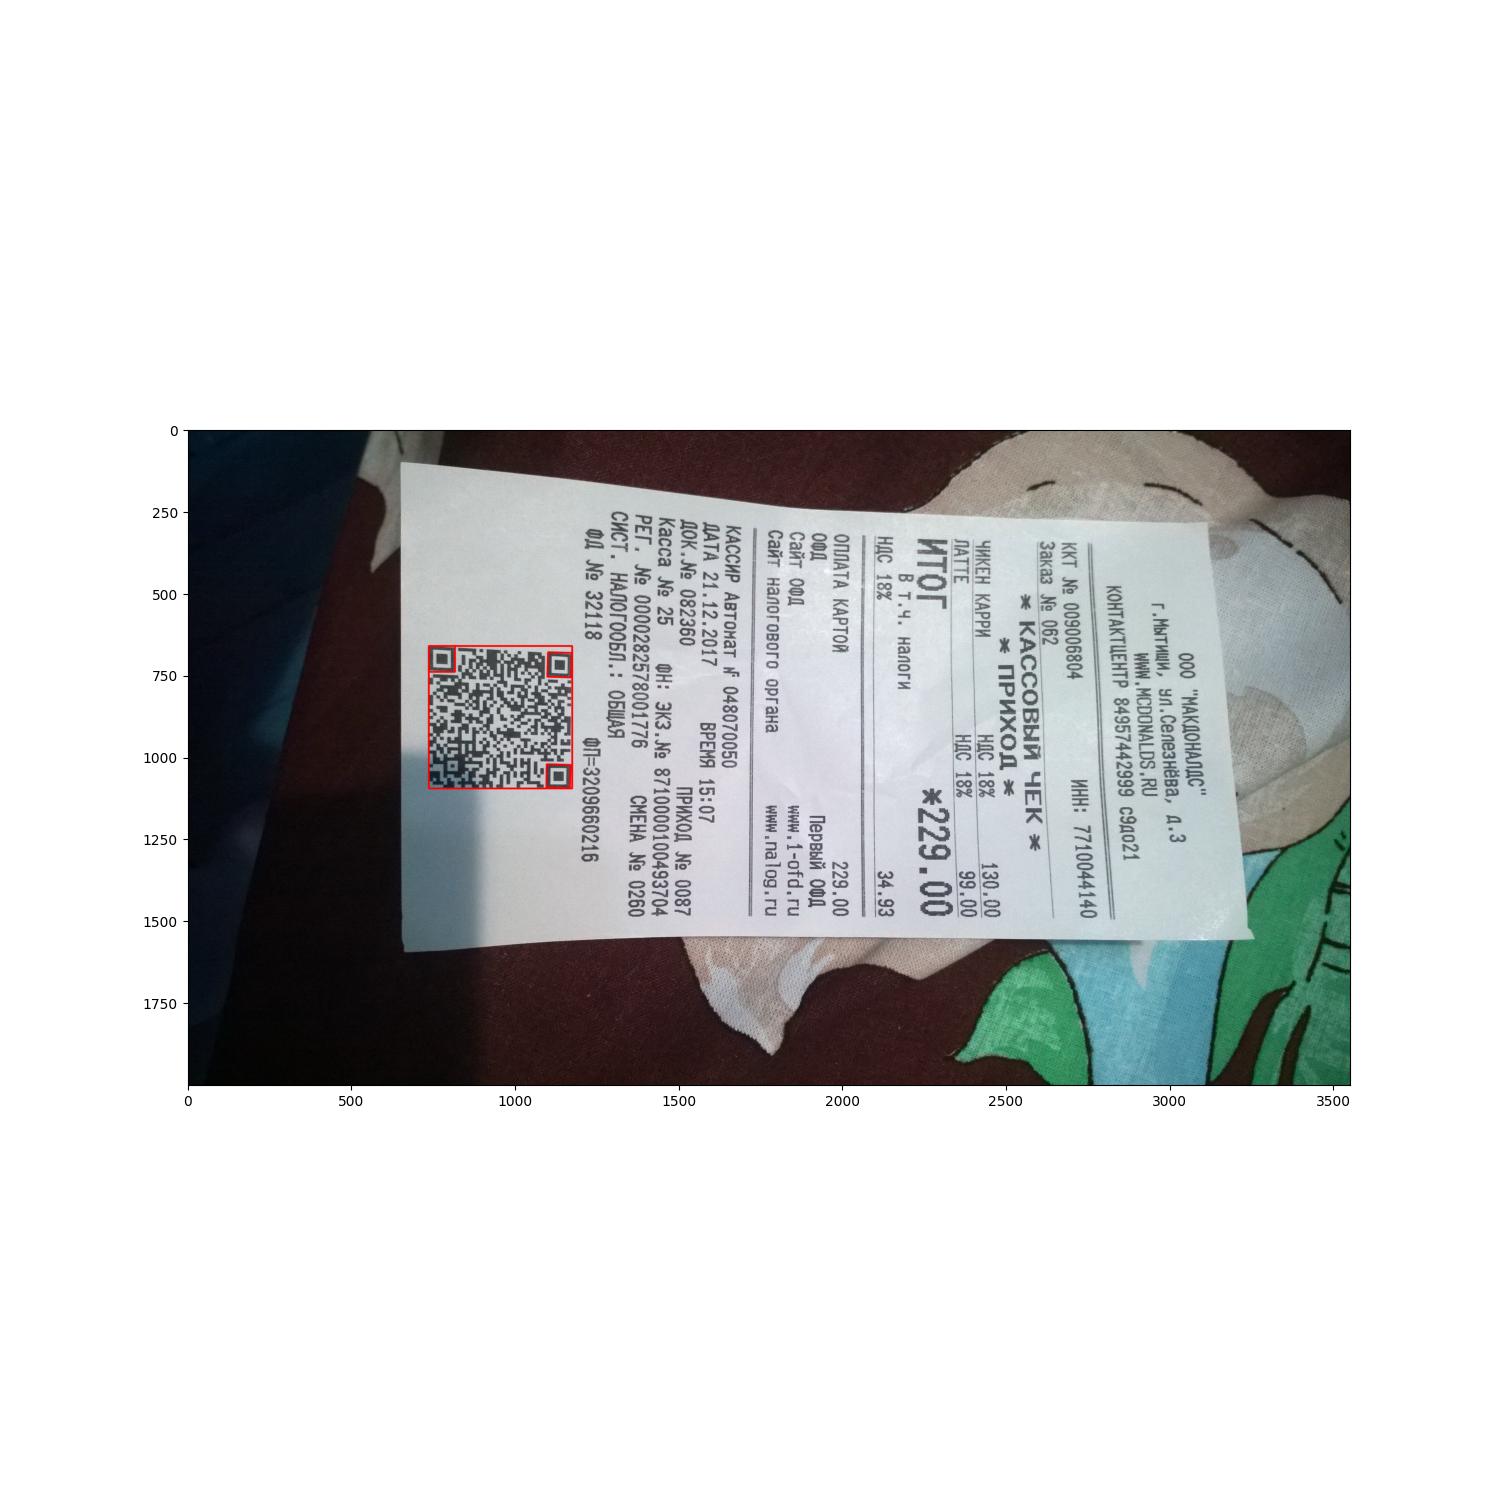 ООО "МАКДОНАЛДС"
WWW.MCDONALDS.RU
г.Мытищи, ул.Селезнёва, д.3
КОНТАКТЦЕНТР 84957442999 с9до21
ККТ № 009006804 ИНН: 7710044140
Заказ № 062
* КАССОВЫЙ ЧЕК *
* ПРИХОД *
ЧИКЕН КАРРИ НДС 18% 130.00
ЛАТТЕ НДС 18% 99.00
ИТОГ *229.00
В т.ч. налоги
НДС 18% 34.93
ОПЛАТА КАРТОЙ 229.00
ОФД Первый ОФД
Сайт ОФД www.1-ofd.ru
Сайт налогового органа www.nalog.ru
КАССИР Автомат № 048070050
ДАТА 21.12.2017 ВРЕМЯ 15:07
ДОК.№ 082360 ПРИХОД № 0087
Касса № 25 ФН: ЭКЗ.№ 8710000100493704
РЕГ. № 0000282578001776 СМЕНА № 0260
СИСТ. НАЛОГООБЛ.: ОБЩАЯ
ФД № 32118 ФП=3209660216
0
250
500
750
1000
1250
1500
1750
0 500 1000 1500 2000 2500 3000 3500